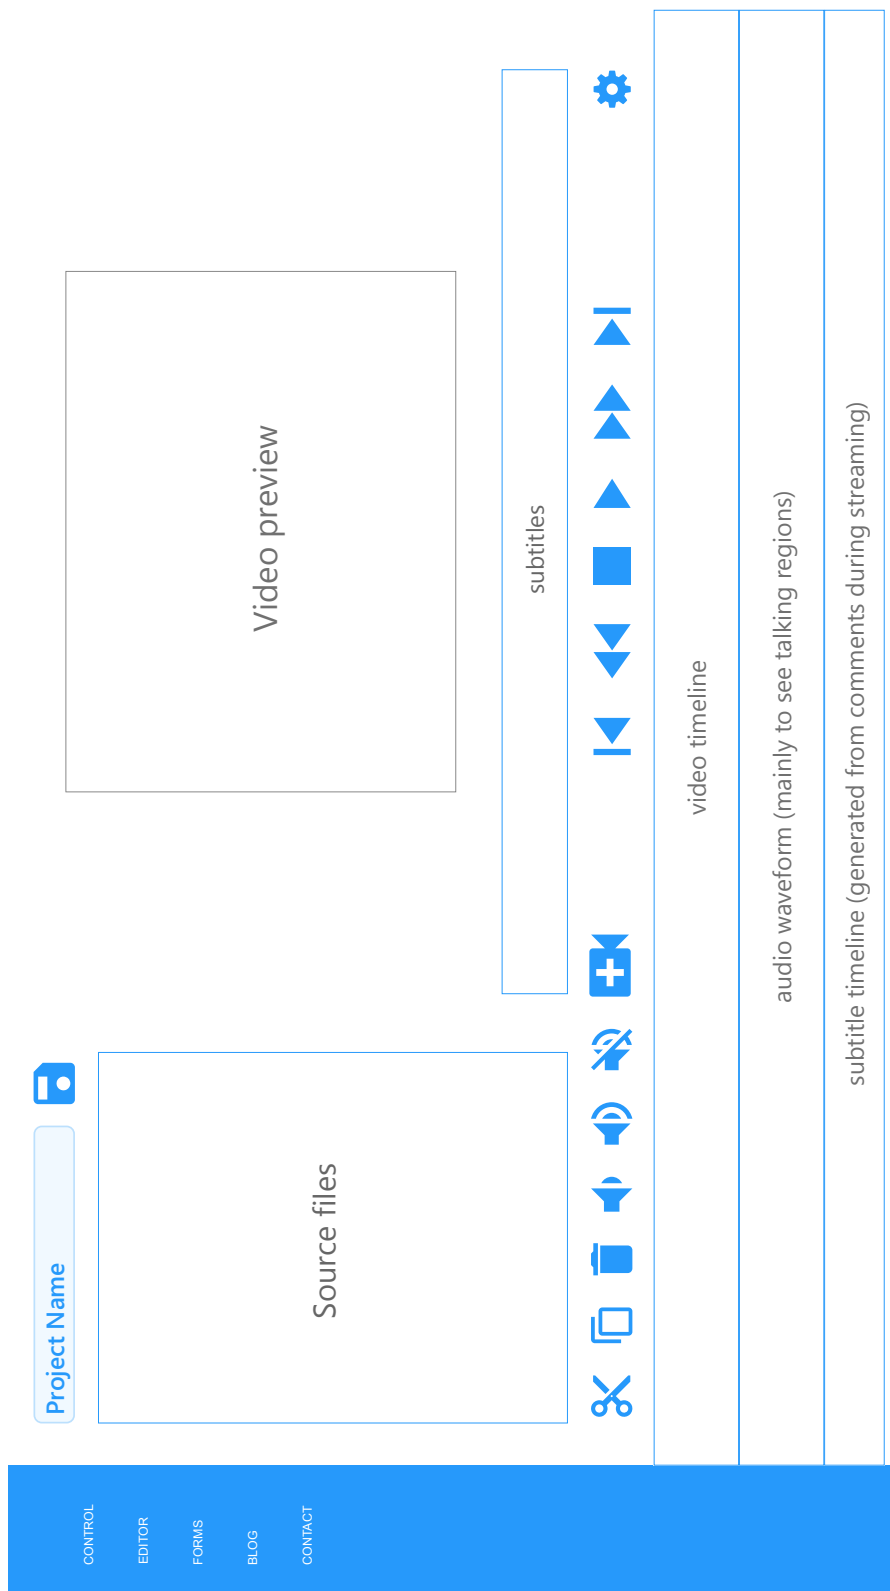 CONTROL
EDITOR
FORMS
BLOG
CONTACT
Project Name
Source files
Video preview
subtitles
video timeline
audio waveform (mainly to see talking regions)
subtitle timeline (generated from comments during streaming)